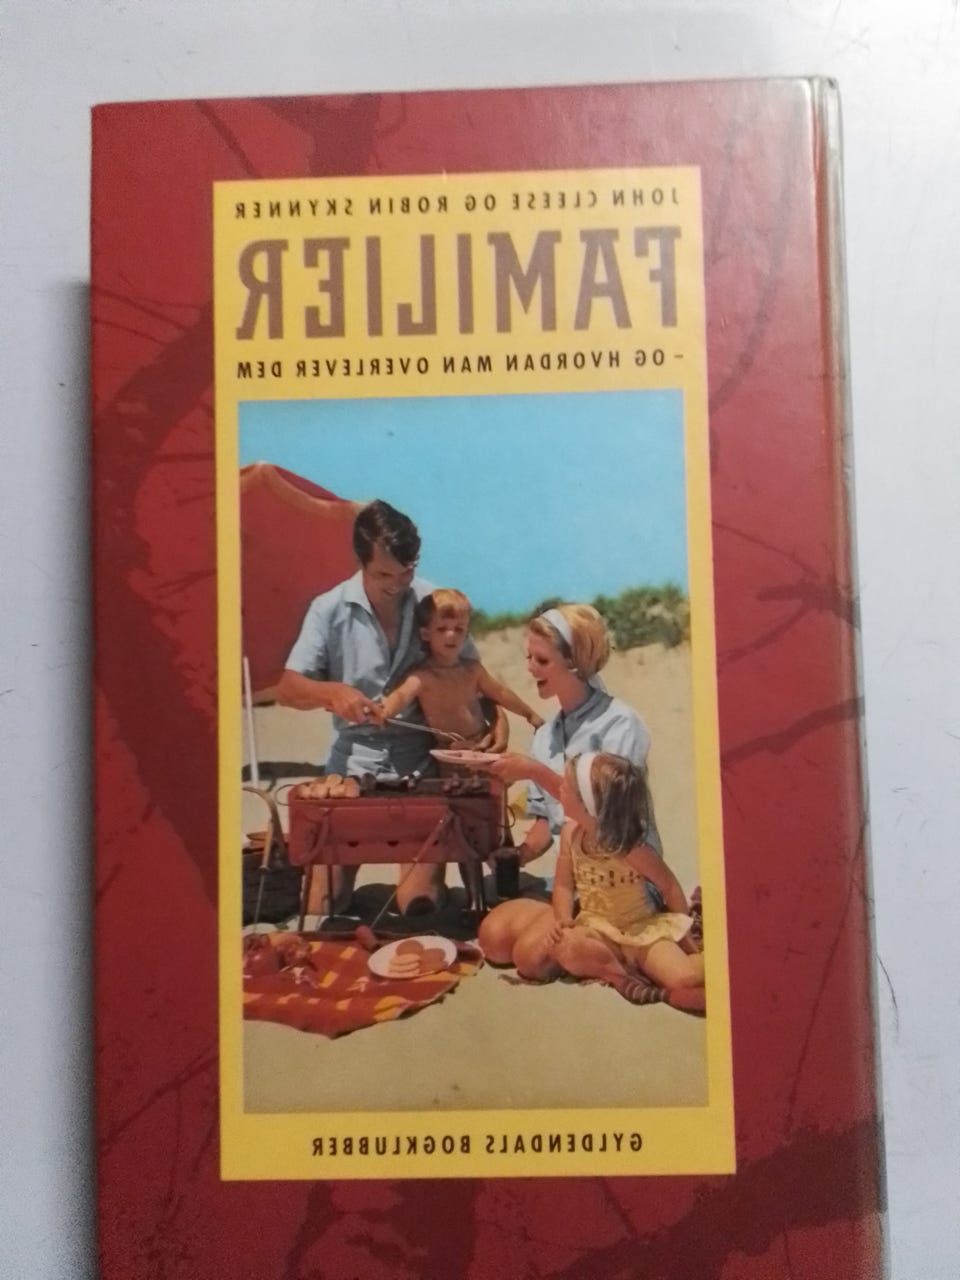 JOHN CLEESE OG ROBIN SKYNNER
FAMILIER
- OG HVORDAN MAN OVERLEVER DEM
GYLDENDALS BOGKLUBBER